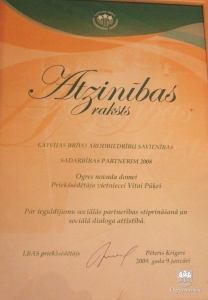 Atzinības
raksts
LATVIJAS BRĪVO ARODBIEDRĪBU SAVIENĪBAS
SADARBĪBAS PARTNERIM 2008
Ogres novada domei
Priekšsēdētāja vietniecei Vitai Pūķei
Par ieguldījumu sociālās partnerības stiprināšanā un
sociālā dialoga attīstībā.
LBAS priekšsēdētājs
Pēteris Krīgers
2009. gada 9. janvārī